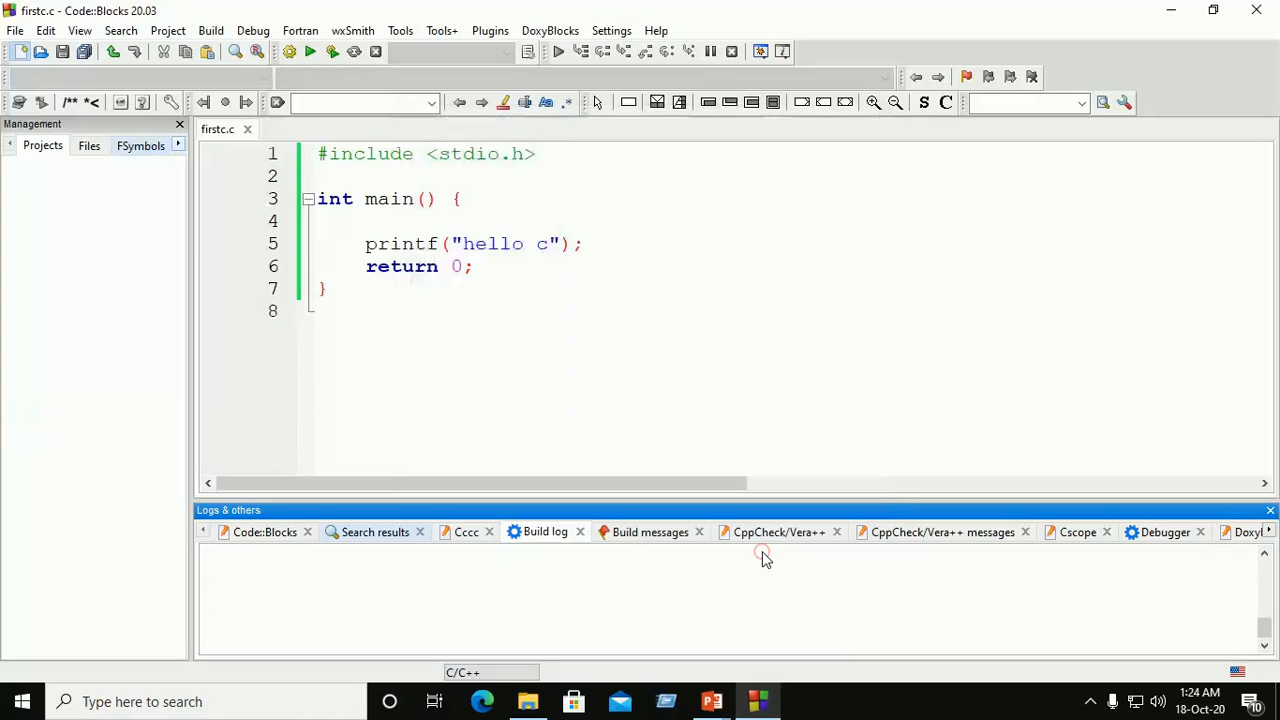 firstc.c - Code::Blocks 20.03
File Edit View Search Project Build Debug Fortran wxSmith Tools Tools+ Plugins DoxyBlocks Settings Help
/** *< Aa .* S C
Management
Projects Files FSymbols
firstc.c
1 #include <stdio.h>
2
3 int main() {
4
5 printf("hello c");
6 return 0;
7 }
8
Logs & others
Code::Blocks Search results Cccc Build log Build messages CppCheck/Vera++ CppCheck/Vera++ messages Cscope Debugger Doxyl
C/C++
Type here to search
1:24 AM
18-Oct-20
10